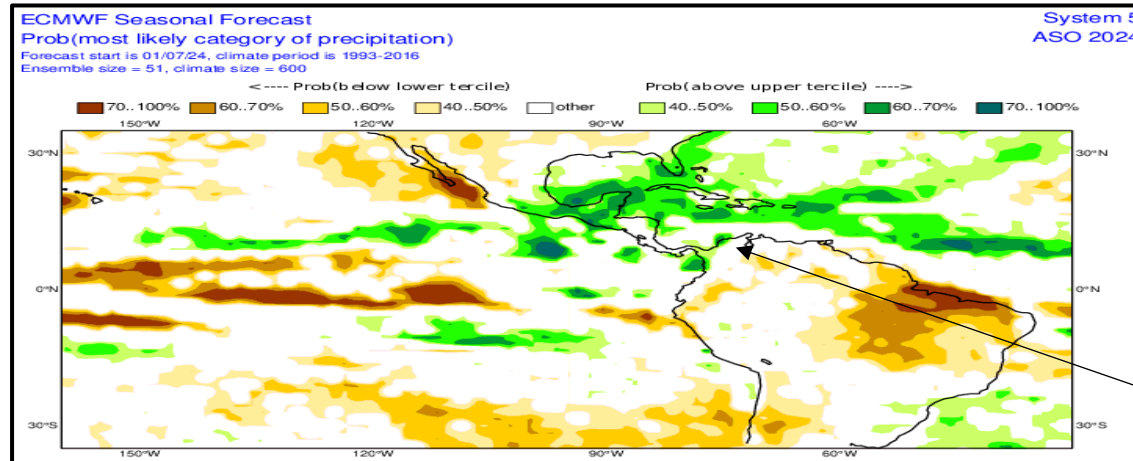 ECMWF Seasonal Forecast
System 5
Prob(most likely category of precipitation)
ASO 2024
Forecast start is 01/07/24, climate period is 1993-2016
Ensemble size = 51, climate size = 600
<---- Prob(below lower tercile)
Prob(above upper tercile) ---->
70..100% 60..70% 50..60% 40..50% other 40..50% 50..60% 60..70% 70..100%
150°W 120°W 90°W 60°W
30°N 30°N
0°N 0°N
30°S 30°S
150°W 120°W 90°W 60°W